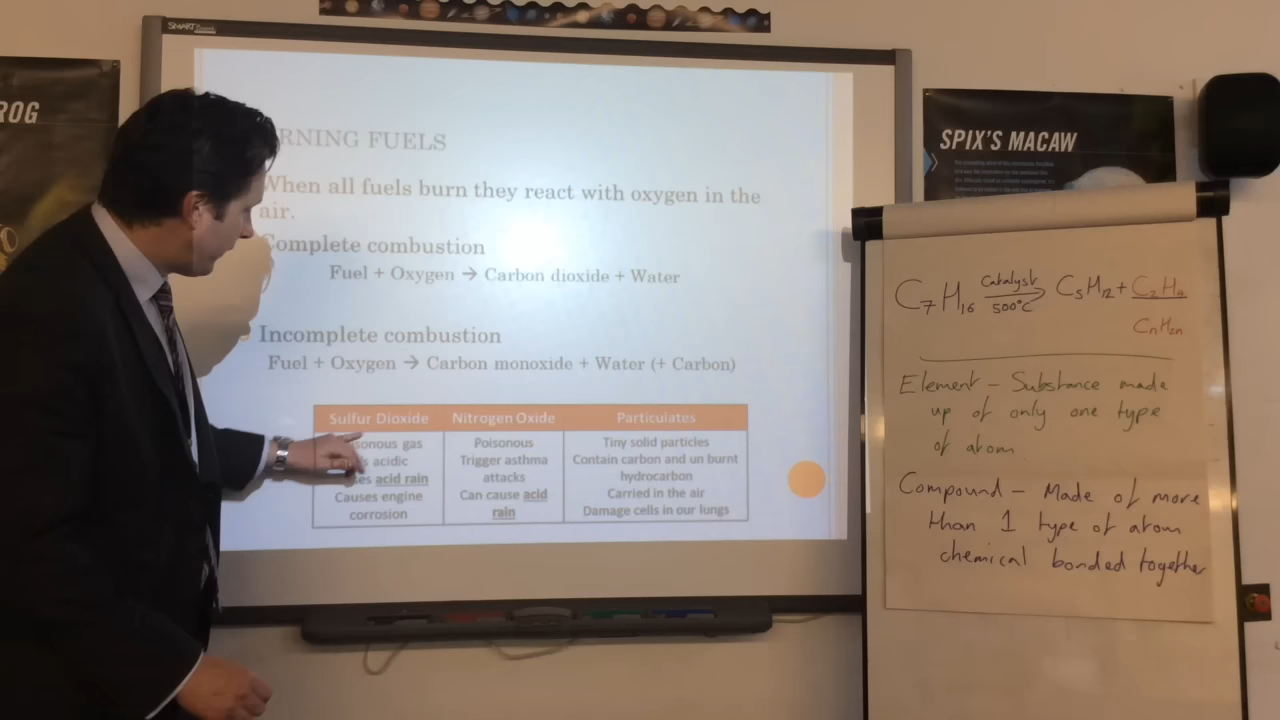 SMART
ROG
RNING FUELS
When all fuels burn they react with oxygen in the
air.
Complete combustion
Fuel + Oxygen → Carbon dioxide + Water
Incomplete combustion
Fuel + Oxygen → Carbon monoxide + Water (+ Carbon)
Sulfur Dioxide
sonous gas
acidic
ses acid rain
Causes engine
corrosion
Nitrogen Oxide
Poisonous
Trigger asthma
attacks
Can cause acid
rain
Particulates
Tiny solid particles
Contain carbon and un burnt
hydrocarbon
Carried in the air
Damage cells in our lungs
SPIX'S MACAW
C₇H₁₆ catalyst 500°C → C₅H₁₂ + C₂H₄
CnH2n
Element – Substance made
up of only one type
of atom
Compound – Made of more
than 1 type of atom
chemical bonded together